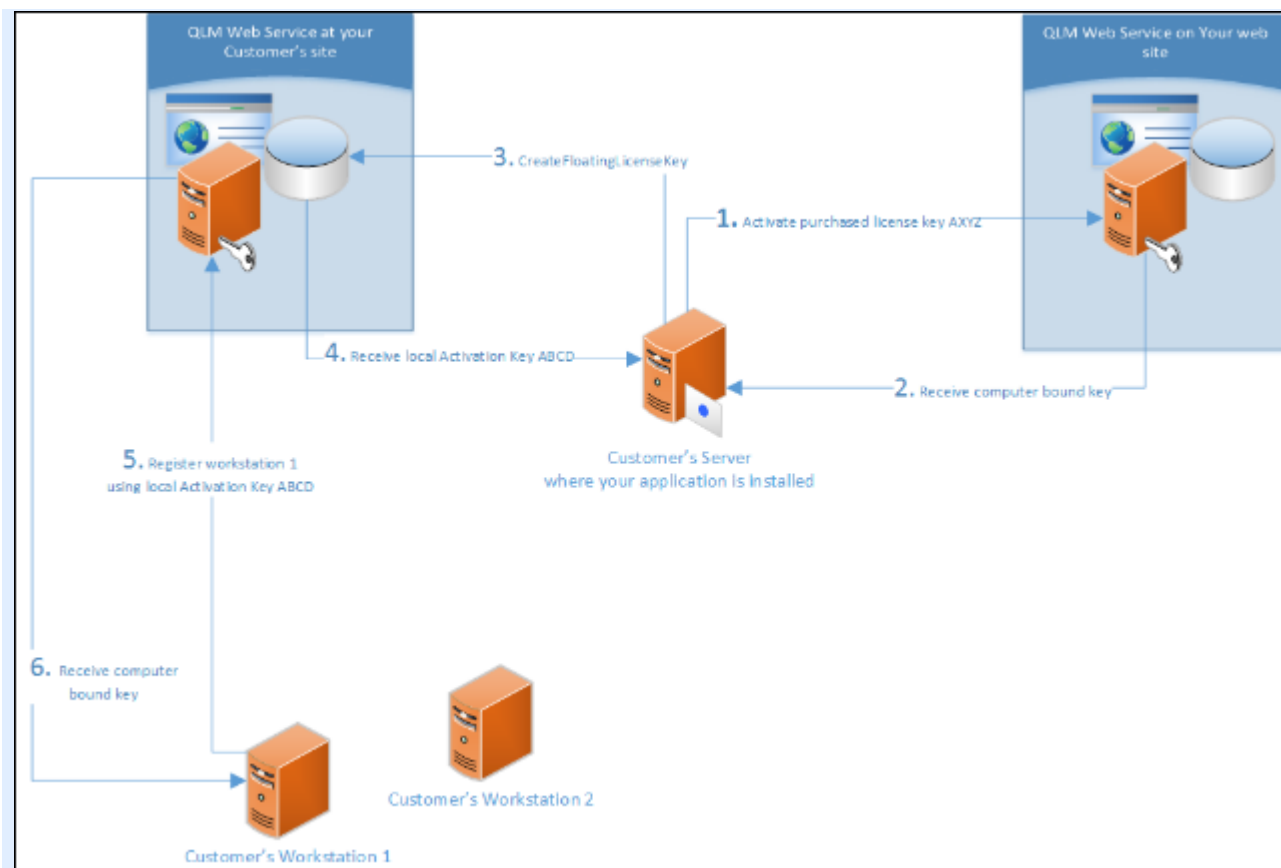 QLM Web Service at your
Customer's site
QLM Web Service on Your web
site
3. CreateFloatingLicenseKey
1. Activate purchased license key AXYZ
4. Receive local Activation Key ABCD
2. Receive computer bound key
Customer's Server
where your application is installed
5. Register workstation 1
using local Activation Key ABCD
6. Receive computer
bound key
Customer's Workstation 2
Customer's Workstation 1